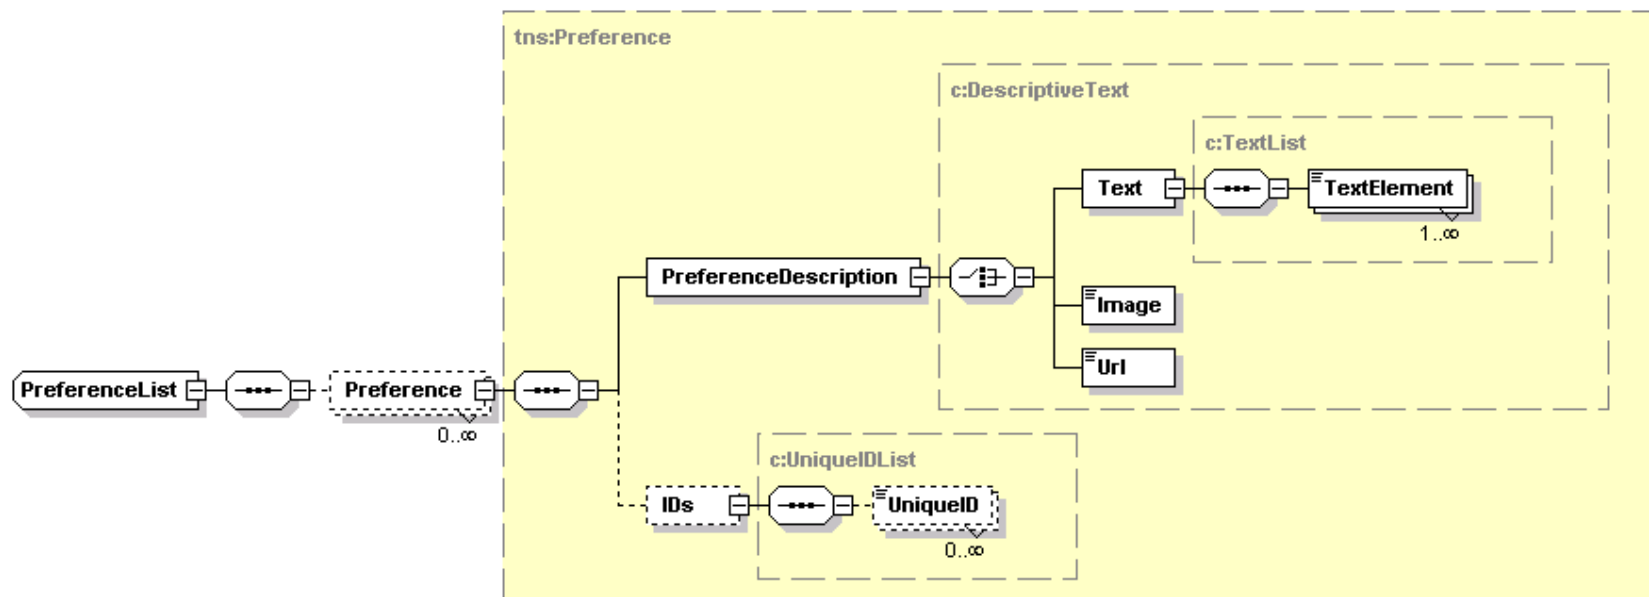 tns:Preference
c:DescriptiveText
c:TextList
Text
TextElement
1..∞
PreferenceDescription
Image
Url
PreferenceList
Preference
0..∞
c:UniqueIDList
IDs
UniqueID
0..∞